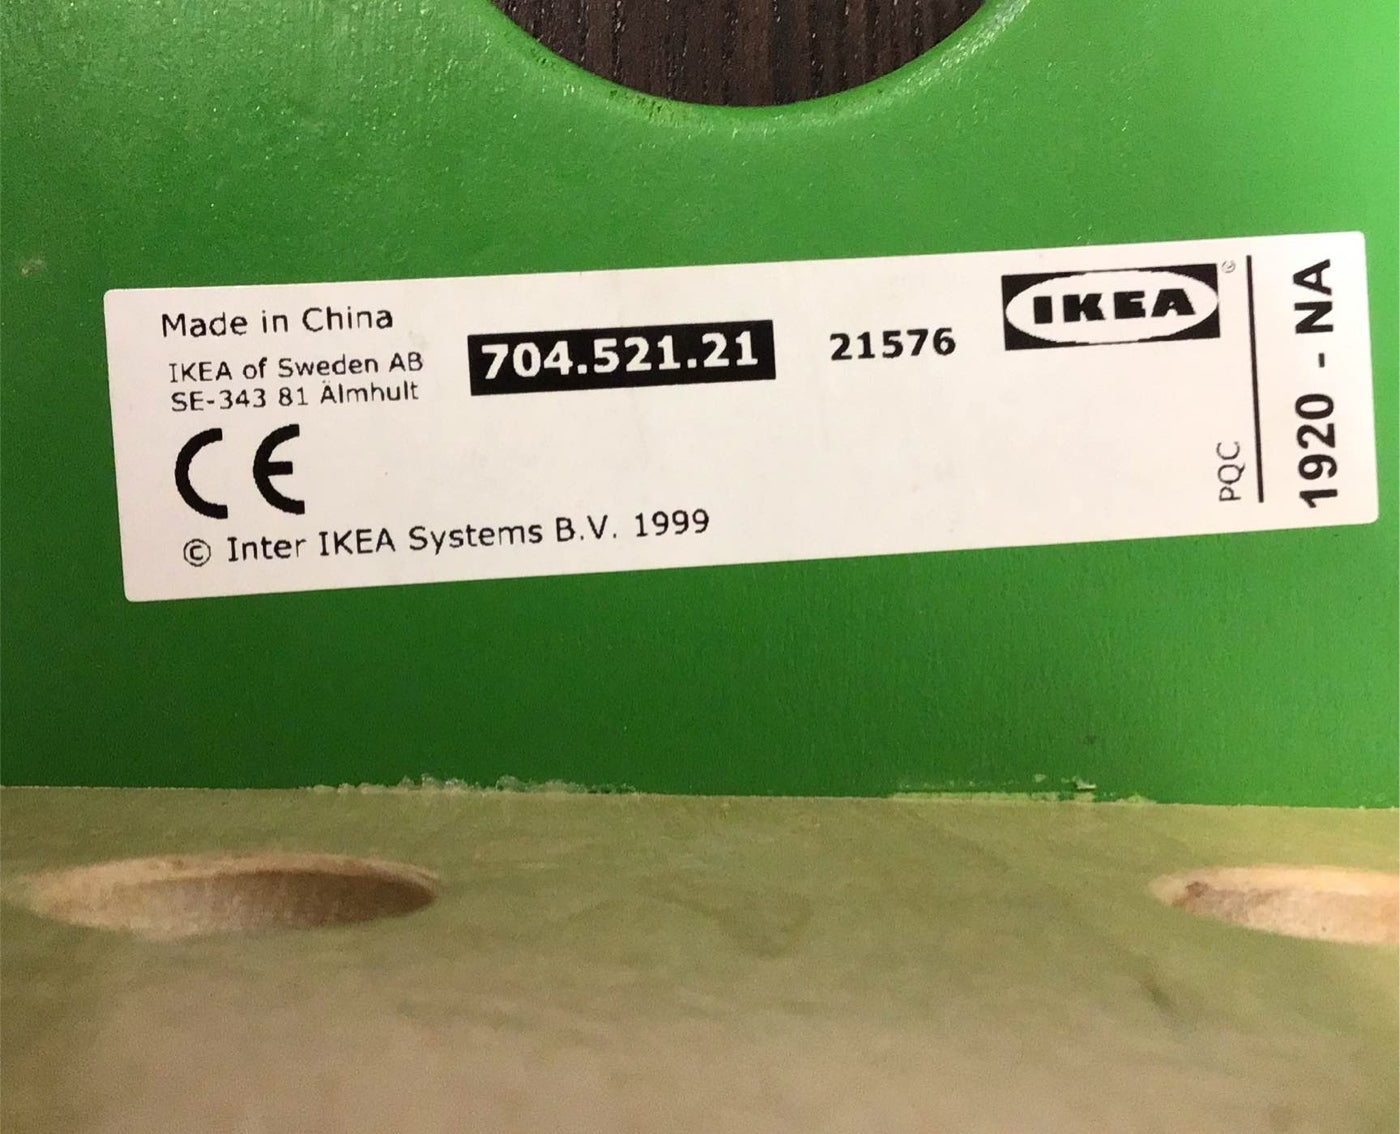 Made in China
IKEA of Sweden AB
SE-343 81 Älmhult
704.521.21
21576
IKEA
®
CE
© Inter IKEA Systems B.V. 1999
PQC
1920 - NA